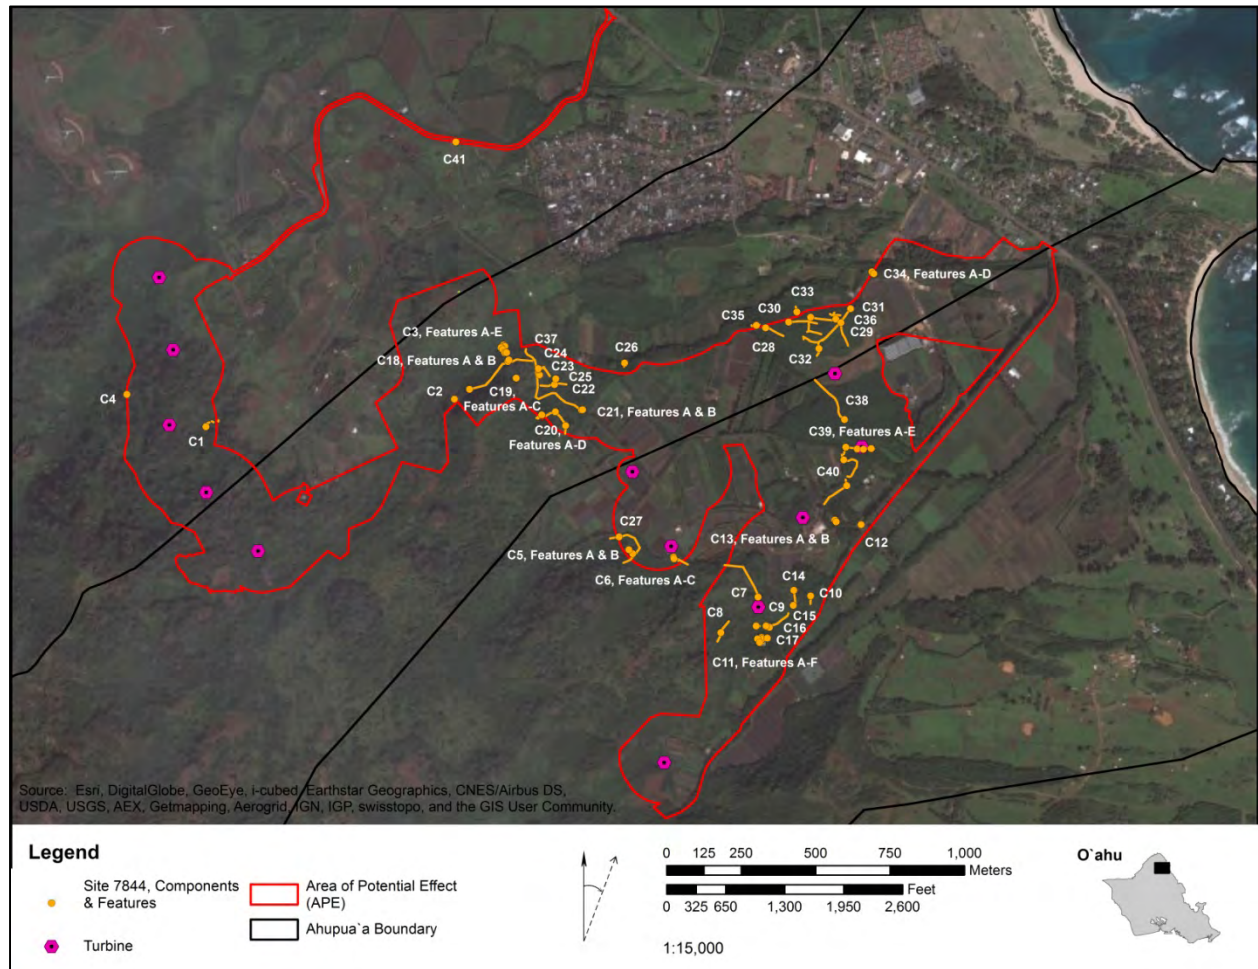 C41
C34, Features A-D
C33
C30
C31
C35
C36
C29
C28
C32
C3, Features A-E
C37
C24
C26
C18, Features A & B
C23
C25
C22
C2
C19,
Features A-C
C4
C38
C21, Features A & B
C1
C20,
Features A-D
C39, Features A-E
C40
C27
C13, Features A & B
C12
C5, Features A & B
C6, Features A-C
C14
C7
C9
C10
C8
C15
C16
C17
C11, Features A-F
Source: Esri, DigitalGlobe, GeoEye, i-cubed, Earthstar Geographics, CNES/Airbus DS,
USDA, USGS, AEX, Getmapping, Aerogrid, IGN, IGP, swisstopo, and the GIS User Community.
Legend
Site 7844, Components
& Features
Turbine
Area of Potential Effect
(APE)
Ahupua`a Boundary
0 125 250 500 750 1,000
Meters
Feet
0 325 650 1,300 1,950 2,600
1:15,000
O`ahu